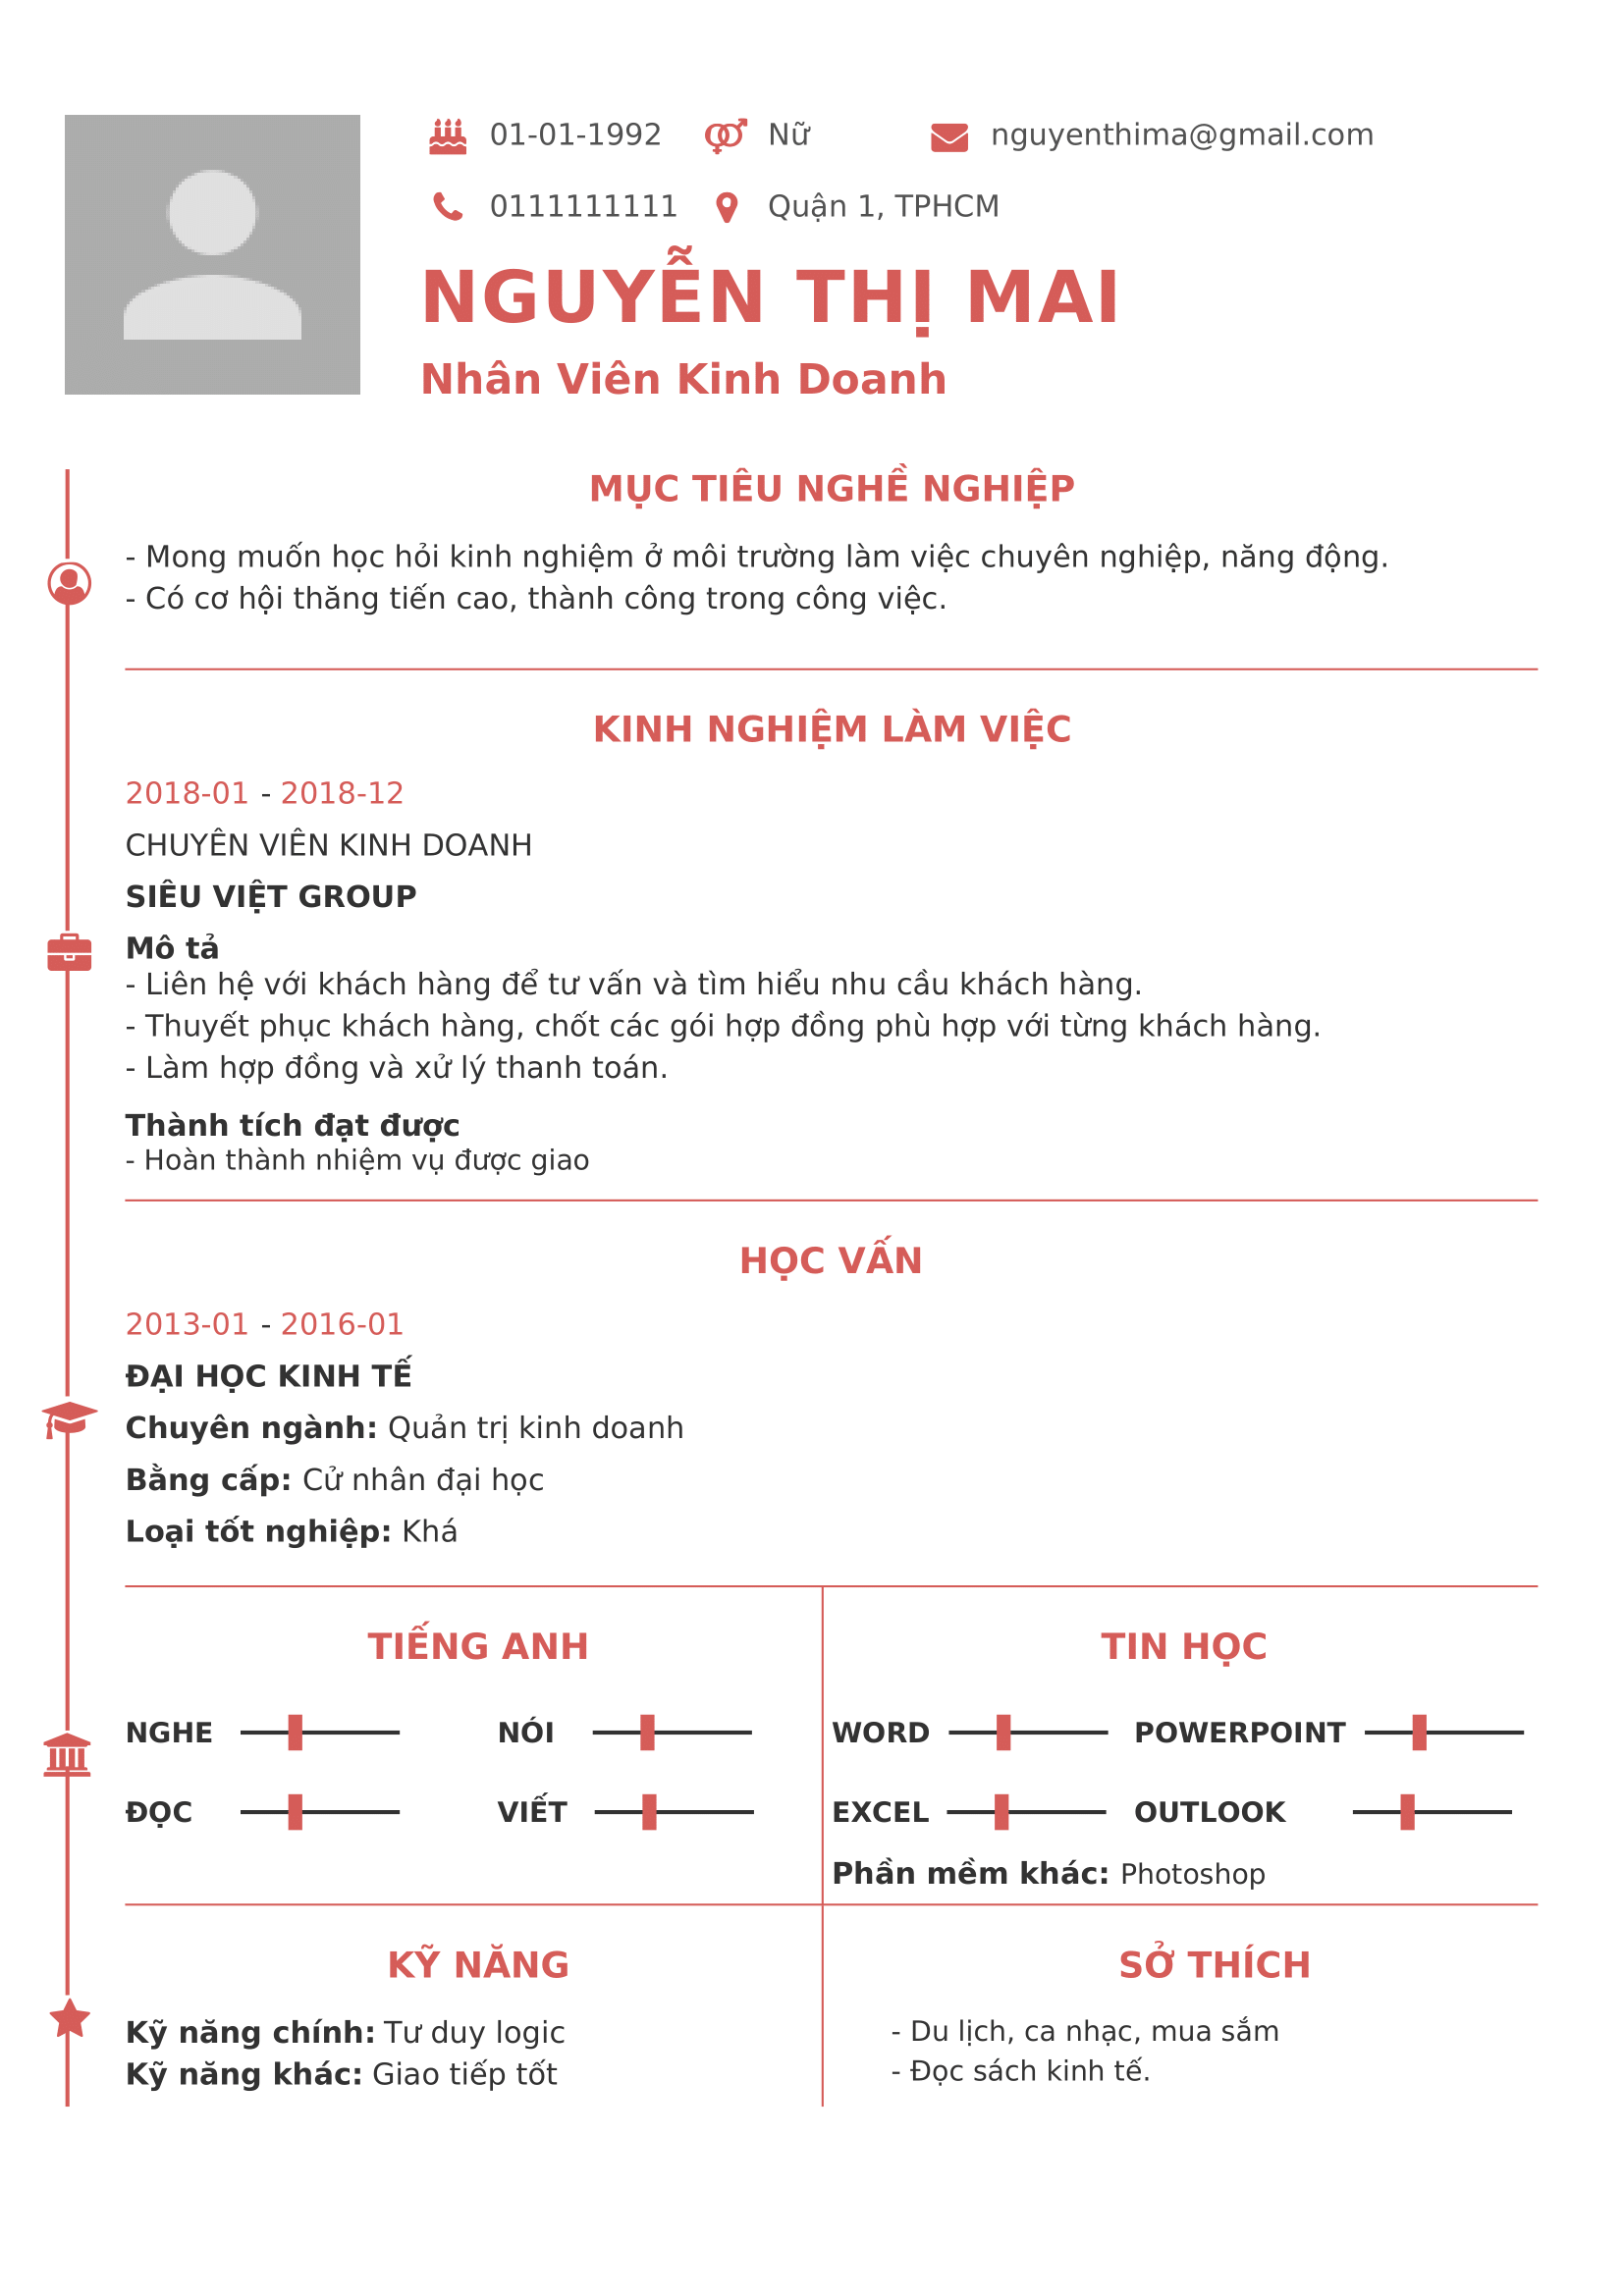 01-01-1992 Nữ nguyenthima@gmail.com
0111111111 Quận 1, TPHCM
NGUYỄN THỊ MAI
Nhân Viên Kinh Doanh
MỤC TIÊU NGHỀ NGHIỆP
- Mong muốn học hỏi kinh nghiệm ở môi trường làm việc chuyên nghiệp, năng động.
- Có cơ hội thăng tiến cao, thành công trong công việc.
KINH NGHIỆM LÀM VIỆC
2018-01 - 2018-12
CHUYÊN VIÊN KINH DOANH
SIÊU VIỆT GROUP
Mô tả
- Liên hệ với khách hàng để tư vấn và tìm hiểu nhu cầu khách hàng.
- Thuyết phục khách hàng, chốt các gói hợp đồng phù hợp với từng khách hàng.
- Làm hợp đồng và xử lý thanh toán.
Thành tích đạt được
- Hoàn thành nhiệm vụ được giao
HỌC VẤN
2013-01 - 2016-01
ĐẠI HỌC KINH TẾ
Chuyên ngành: Quản trị kinh doanh
Bằng cấp: Cử nhân đại học
Loại tốt nghiệp: Khá
TIẾNG ANH
NGHE NÓI
ĐỌC VIẾT
TIN HỌC
WORD POWERPOINT
EXCEL OUTLOOK
Phần mềm khác: Photoshop
KỸ NĂNG
Kỹ năng chính: Tư duy logic
Kỹ năng khác: Giao tiếp tốt
SỞ THÍCH
- Du lịch, ca nhạc, mua sắm
- Đọc sách kinh tế.